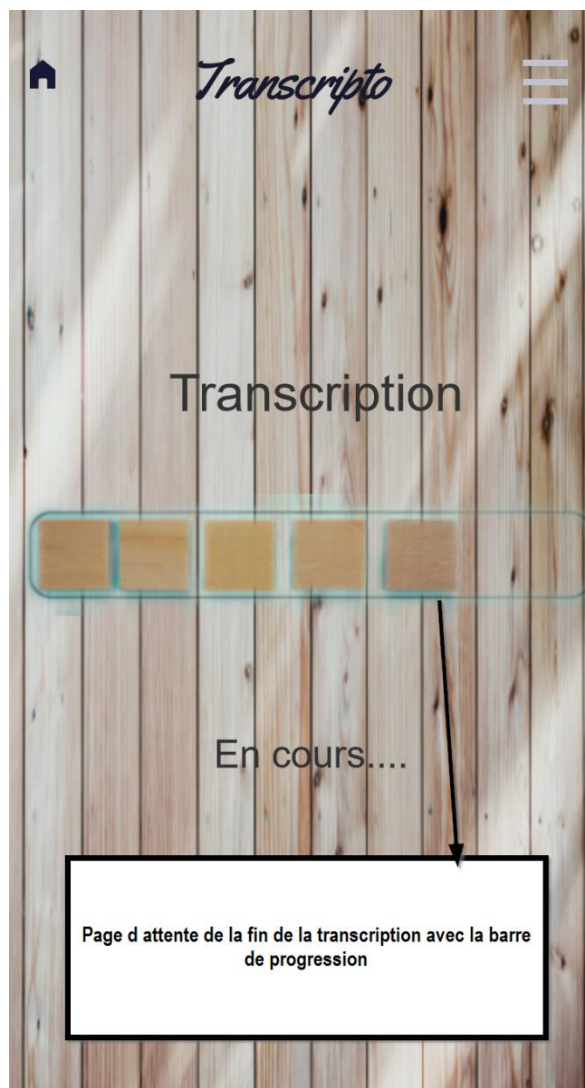 Transcripto
Transcription
En cours....
Page d attente de la fin de la transcription avec la barre
de progression